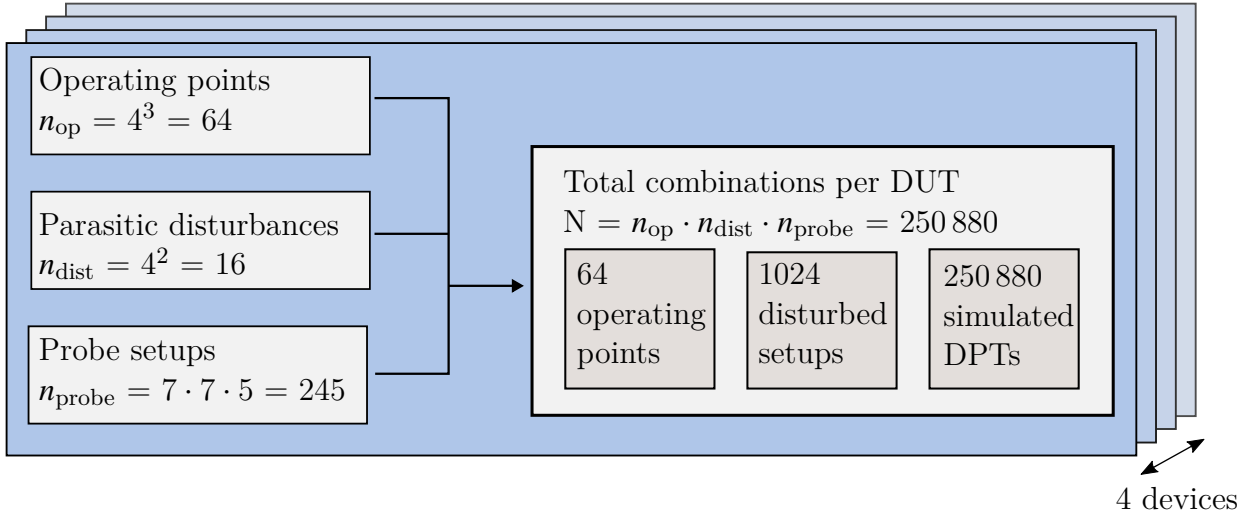 Operating points
n_op = 4^3 = 64
Parasitic disturbances
n_dist = 4^2 = 16
Probe setups
n_probe = 7 · 7 · 5 = 245
Total combinations per DUT
N = n_op · n_dist · n_probe = 250 880
64
operating
points
1024
disturbed
setups
250 880
simulated
DPTs
4 devices